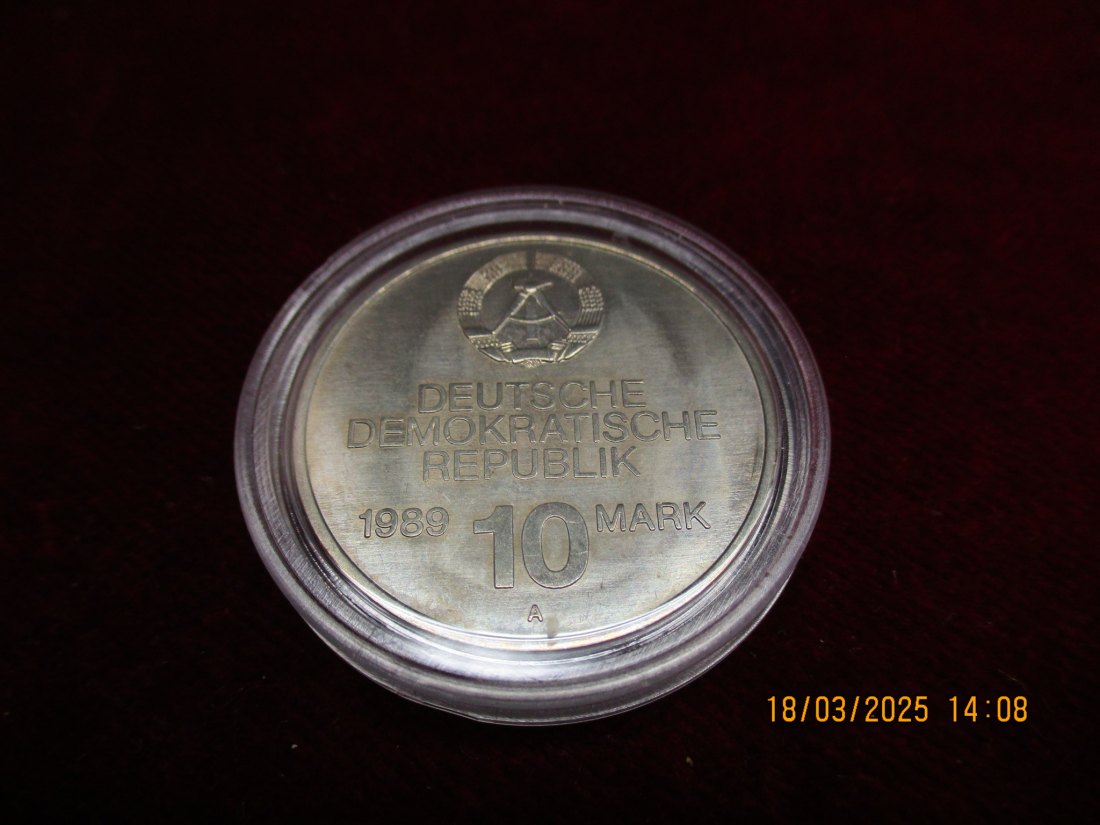 DEUTSCHE
DEMOKRATISCHE
REPUBLIK
1989 10 MARK
A
18/03/2025 14:08